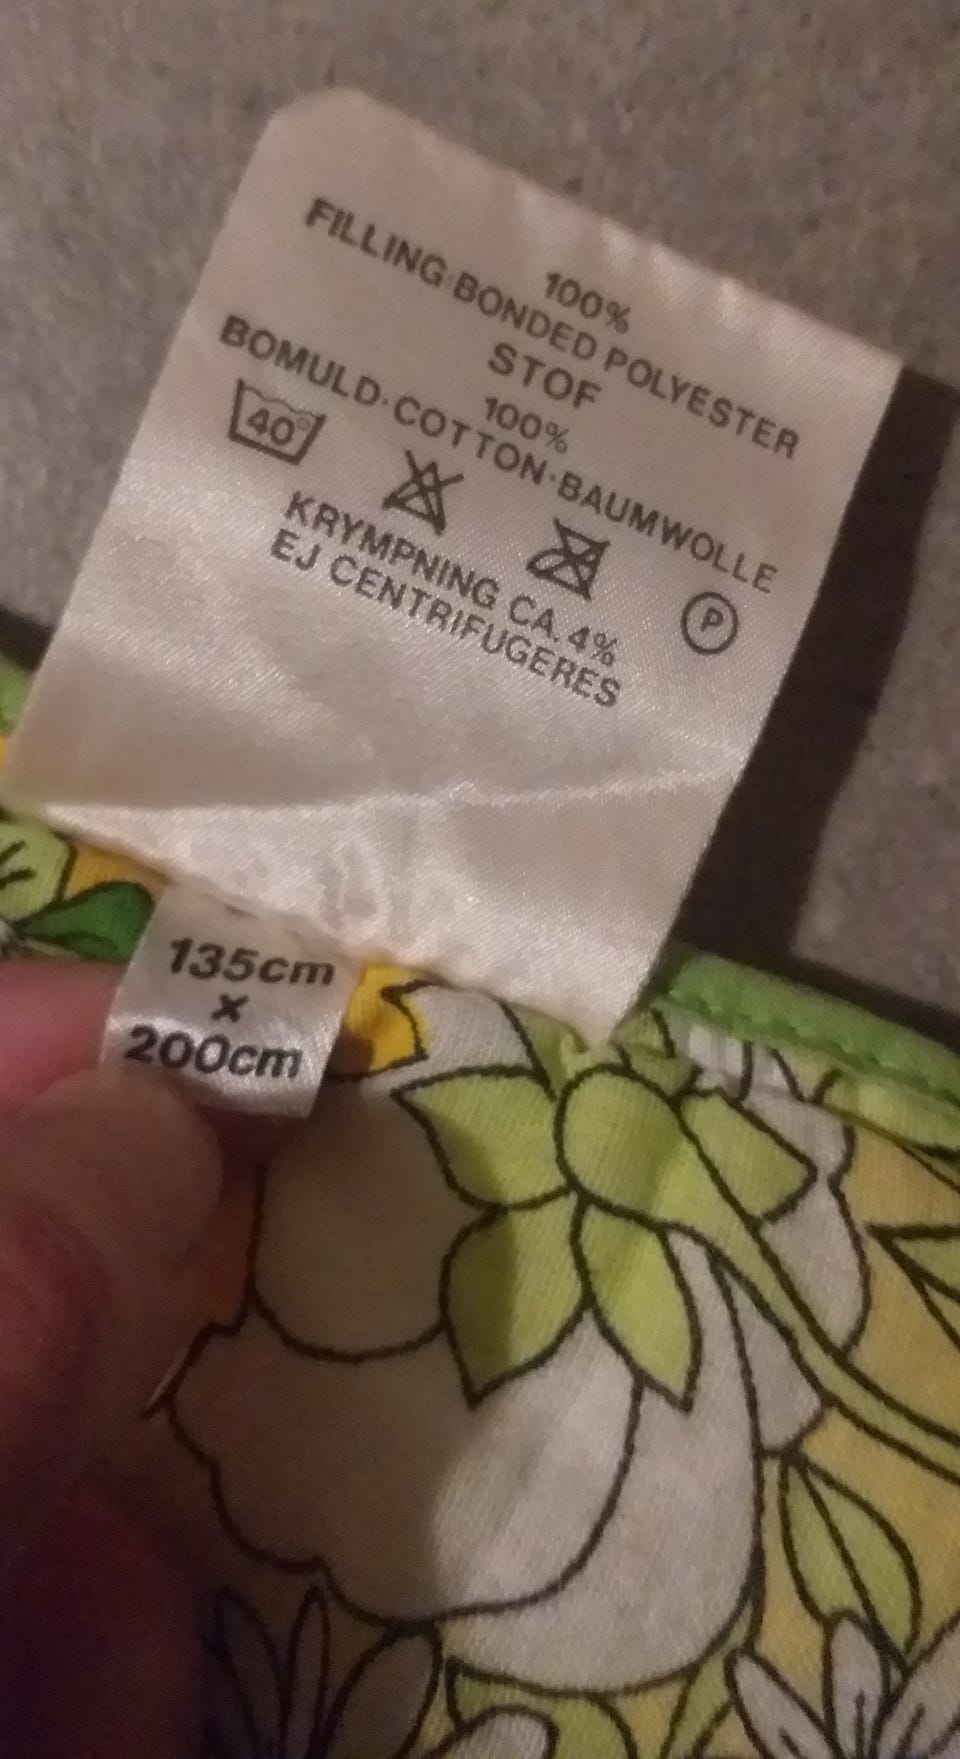 100%
FILLING·BONDED POLYESTER
STOF
100%
BOMULD·COTTON·BAUMWOLLE
40° P
KRYMPNING CA. 4%
EJ CENTRIFUGERES
135cm
x
200cm